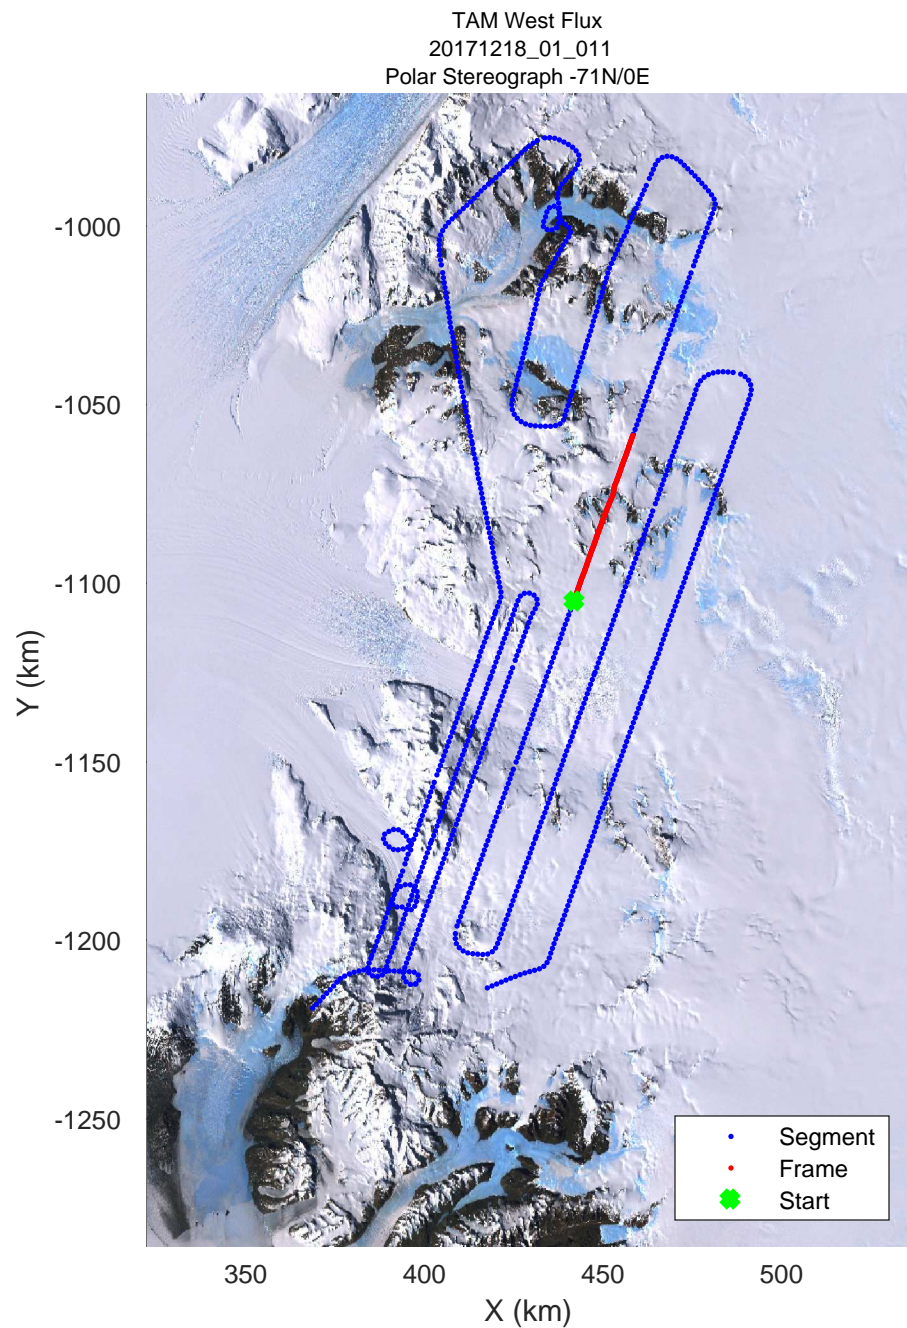 TAM West Flux
20171218_01_011
Polar Stereograph -71N/0E
-1000
-1050
-1100
-1150
-1200
-1250
Y (km)
350
400
450
500
X (km)
Segment
Frame
Start